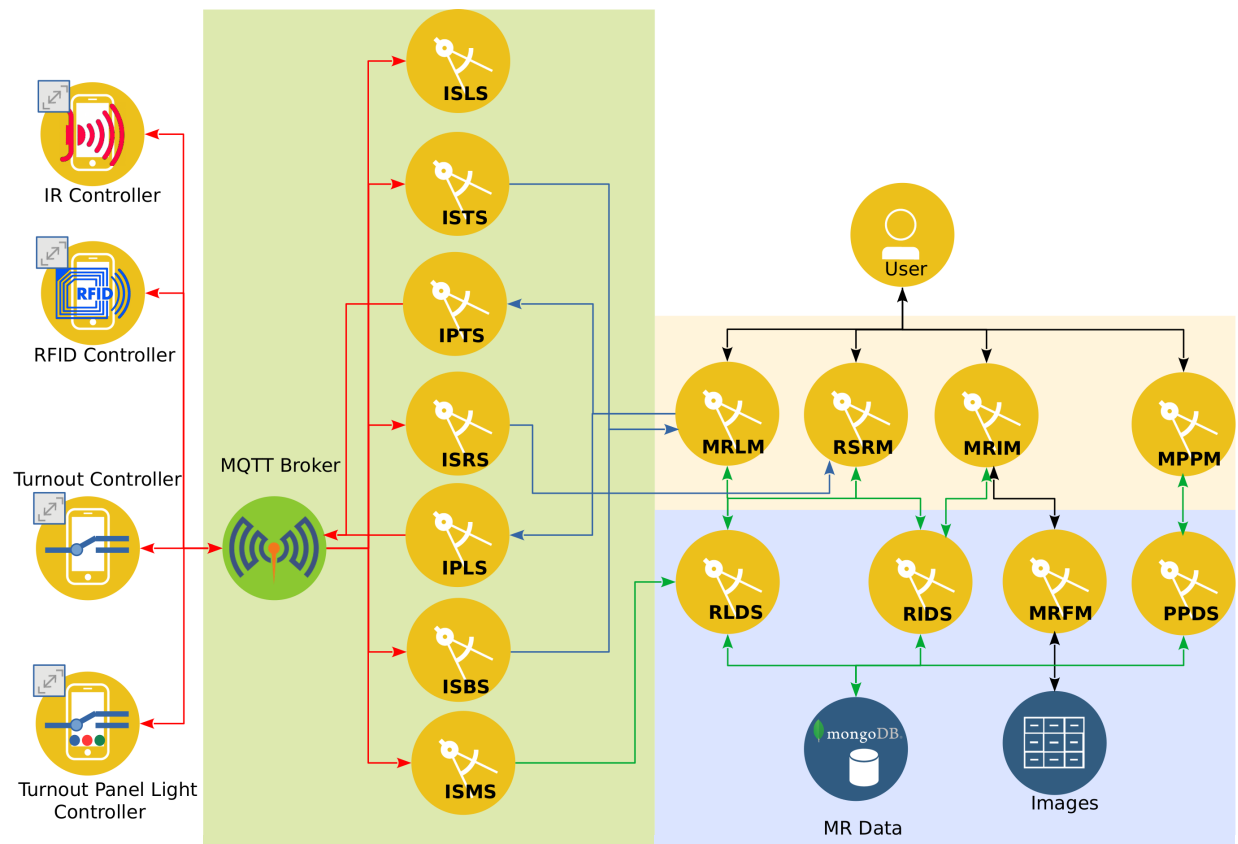 ISLS
IR Controller
ISTS
RFID
RFID Controller
User
IPTS
MRLM
RSRM
MRIM
MPPM
ISRS
MQTT Broker
Turnout Controller
IPLS
RLDS
RIDS
MRFM
PPDS
ISBS
mongoDB.
ISMS
Turnout Panel Light
Controller
Images
MR Data